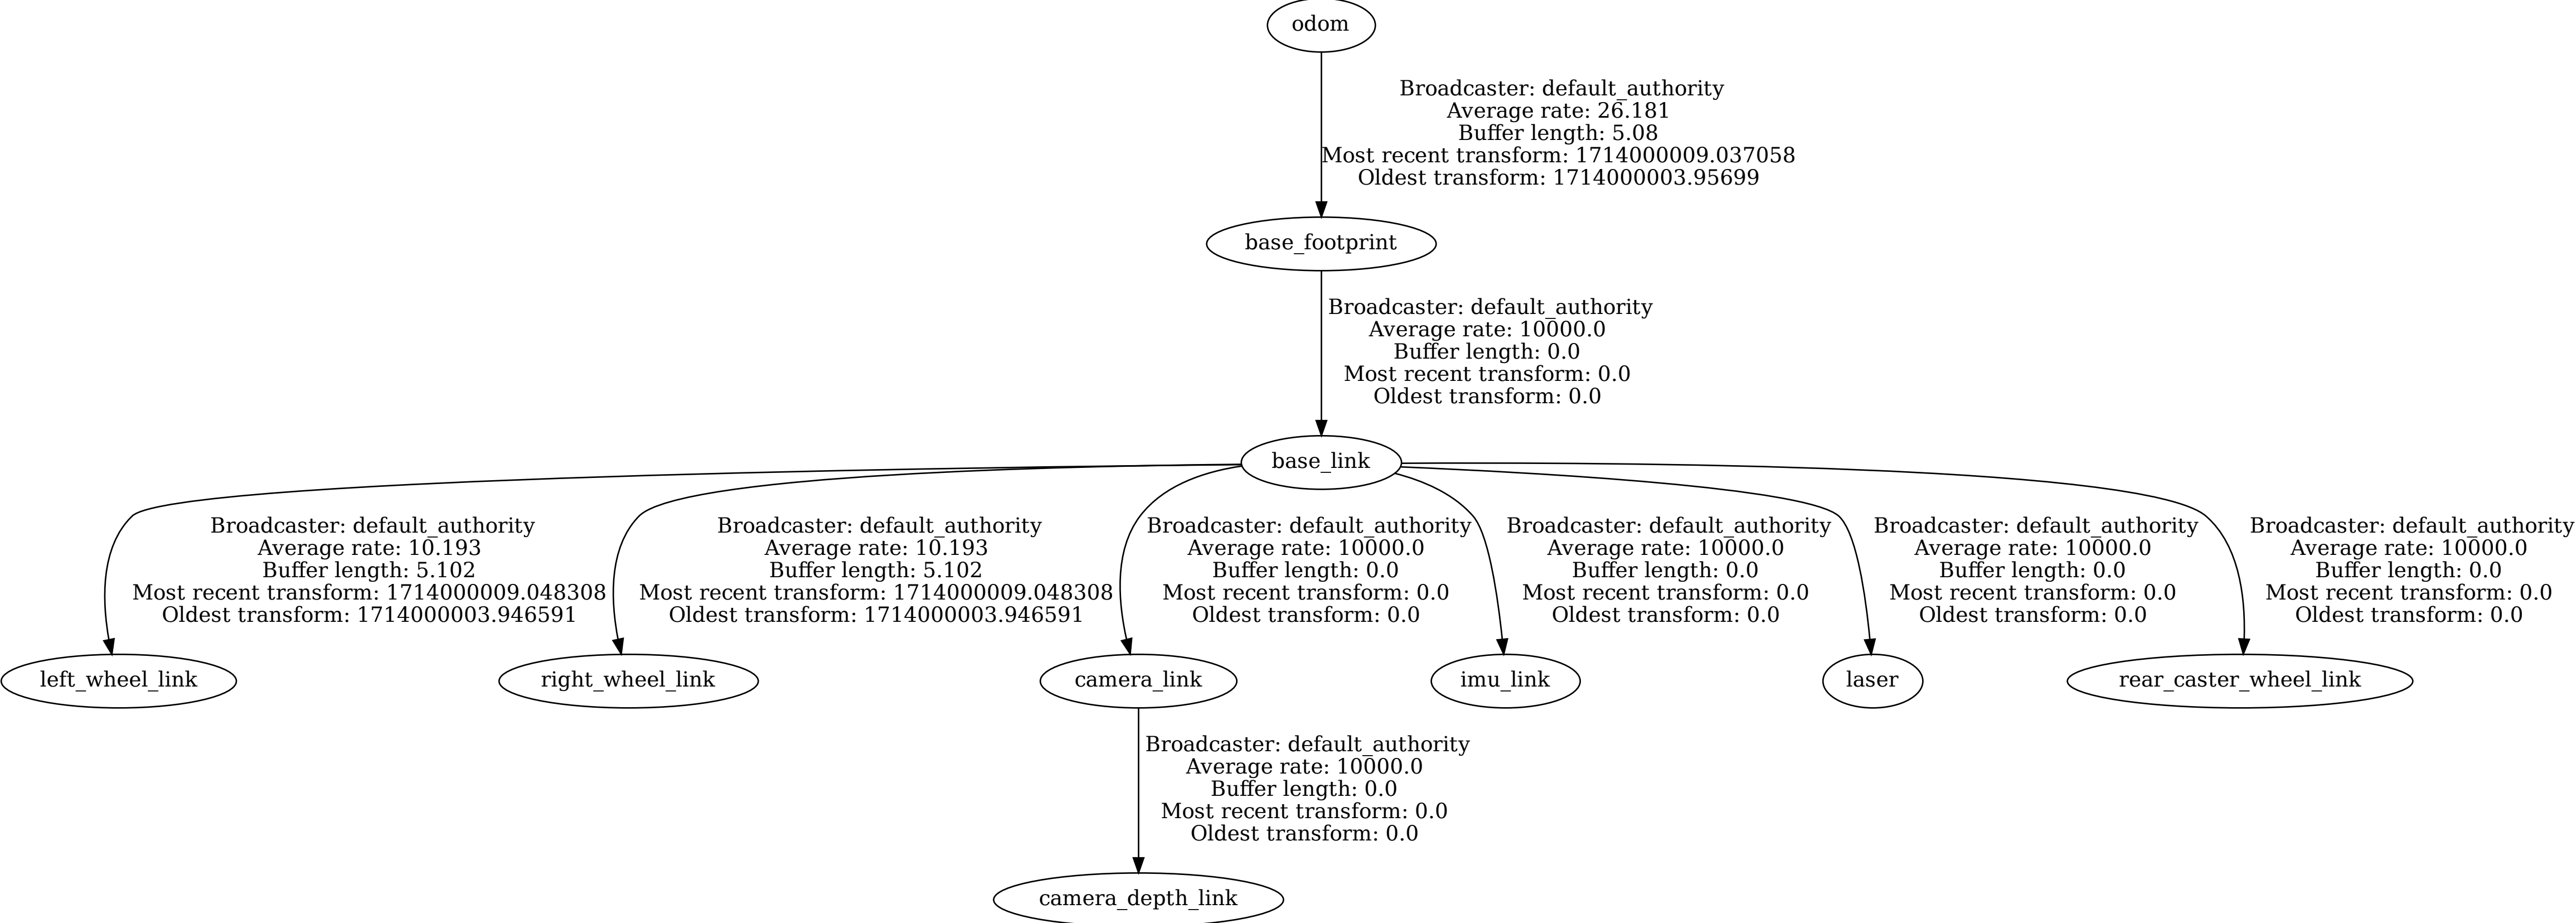 odom
Broadcaster: default_authority
Average rate: 26.181
Buffer length: 5.08
Most recent transform: 1714000009.037058
Oldest transform: 1714000003.95699
base_footprint
Broadcaster: default_authority
Average rate: 10000.0
Buffer length: 0.0
Most recent transform: 0.0
Oldest transform: 0.0
base_link
Broadcaster: default_authority
Average rate: 10.193
Buffer length: 5.102
Most recent transform: 1714000009.048308
Oldest transform: 1714000003.946591
Broadcaster: default_authority
Average rate: 10.193
Buffer length: 5.102
Most recent transform: 1714000009.048308
Oldest transform: 1714000003.946591
Broadcaster: default_authority
Average rate: 10000.0
Buffer length: 0.0
Most recent transform: 0.0
Oldest transform: 0.0
Broadcaster: default_authority
Average rate: 10000.0
Buffer length: 0.0
Most recent transform: 0.0
Oldest transform: 0.0
Broadcaster: default_authority
Average rate: 10000.0
Buffer length: 0.0
Most recent transform: 0.0
Oldest transform: 0.0
Broadcaster: default_authority
Average rate: 10000.0
Buffer length: 0.0
Most recent transform: 0.0
Oldest transform: 0.0
left_wheel_link
right_wheel_link
camera_link
imu_link
laser
rear_caster_wheel_link
Broadcaster: default_authority
Average rate: 10000.0
Buffer length: 0.0
Most recent transform: 0.0
Oldest transform: 0.0
camera_depth_link